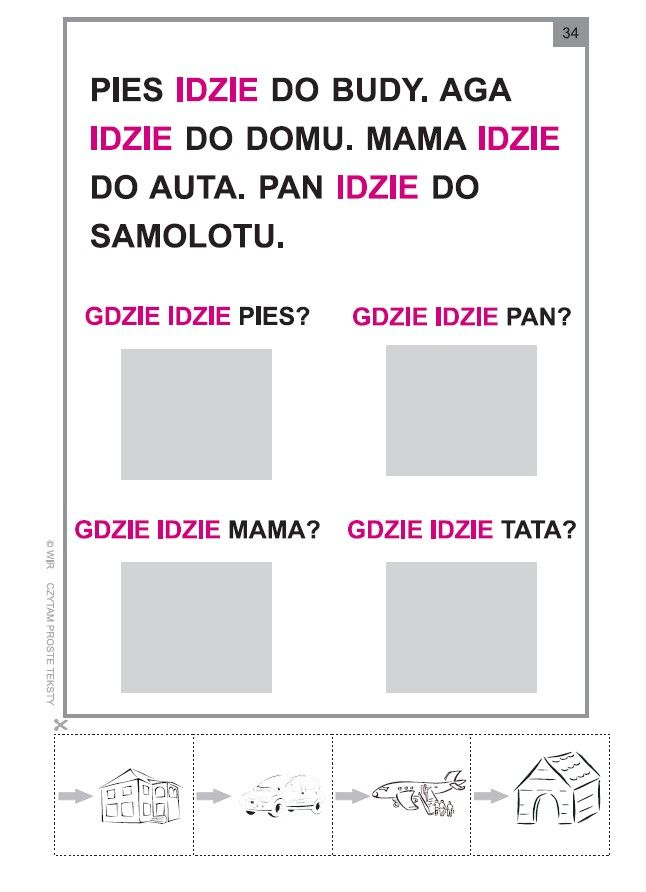 34
PIES IDZIE DO BUDY. AGA
IDZIE DO DOMU. MAMA IDZIE
DO AUTA. PAN IDZIE DO
SAMOLOTU.
GDZIE IDZIE PIES?
GDZIE IDZIE PAN?
GDZIE IDZIE MAMA?
GDZIE IDZIE TATA?
© WIR CZYTAM PROSTE TEKSTY